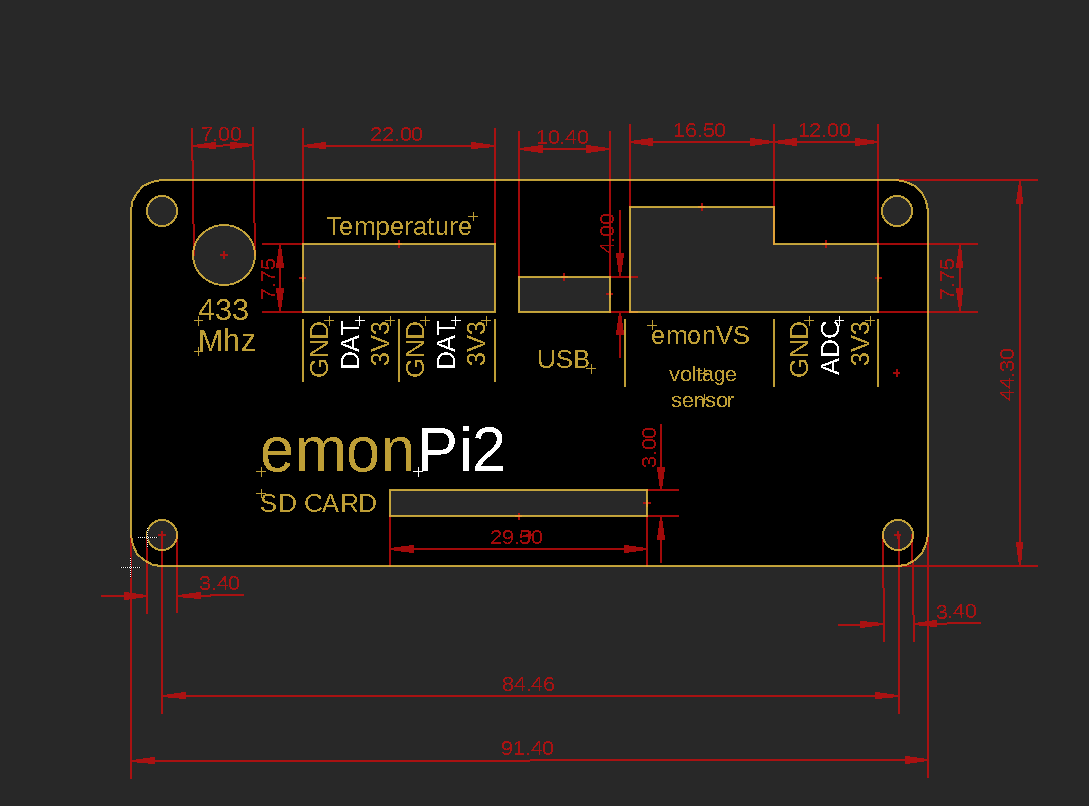 7.00
22.00
10.40
16.50
12.00
Temperature
4.00
7.75
7.75
433
Mhz
GND
DAT
3V3
GND
DAT
3V3
USB
emonVS
voltage
sensor
GND
ADC
3V3
44.30
emonPi2
3.00
SD CARD
29.50
3.40
3.40
84.46
91.40